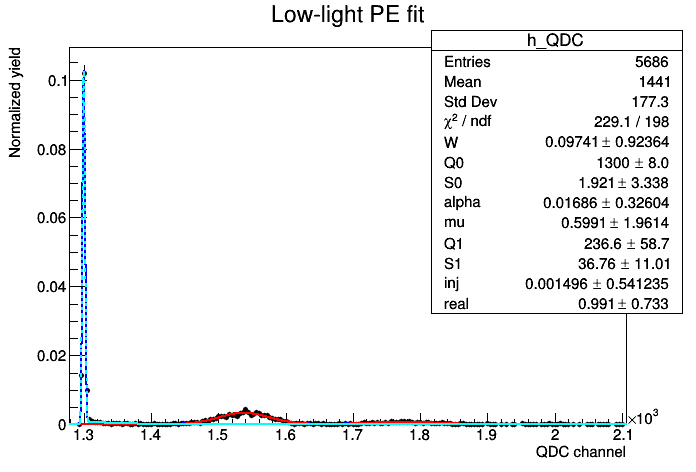 Low-light PE fit
Normalized yield
h_QDC
Entries 5686
Mean 1441
Std Dev 177.3
χ² / ndf 229.1 / 198
W 0.09741 ± 0.92364
Q0 1300 ± 8.0
S0 1.921 ± 3.338
alpha 0.01686 ± 0.32604
mu 0.5991 ± 1.9614
Q1 236.6 ± 58.7
S1 36.76 ± 11.01
inj 0.001496 ± 0.541235
real 0.991 ± 0.733
0.1
0.08
0.06
0.04
0.02
0
1.3 1.4 1.5 1.6 1.7 1.8 1.9 2 2.1
×10³
QDC channel